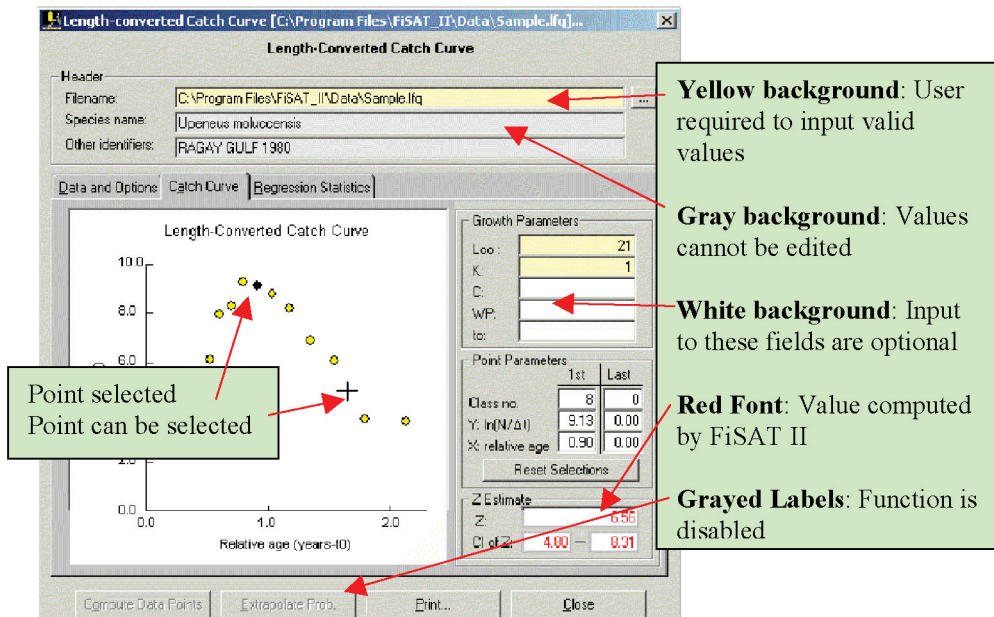 Length-converted Catch Curve [C:\Program Files\FiSAT_II\Data\Sample.lfq]...
Length-Converted Catch Curve
Header
Filename: C:\Program Files\FiSAT_II\Data\Sample.lfq ...
Species name: Upeneus moluccensis
Other identifiers: RAGAY GULF 1980
Data and Options Catch Curve Regression Statistics
Length-Converted Catch Curve
10.0
8.0
6.0
2.0
0.0
0.0 1.0 2.0
Relative age (years-t0)
Growth Parameters
Loo: 21
K: 1
C:
WP:
to:
Point Parameters
1st Last
Class no. 8 0
Y: ln(N/Δt) 9.13 0.00
X: relative age 0.90 0.00
Reset Selections
Z Estimate
Z: 6.56
CI of Z: 4.80 — 8.31
Compute Data Points Extrapolate Prob. Print... Close
Point selected
Point can be selected
Yellow background: User
required to input valid
values
Gray background: Values
cannot be edited
White background: Input
to these fields are optional
Red Font: Value computed
by FiSAT II
Grayed Labels: Function is
disabled